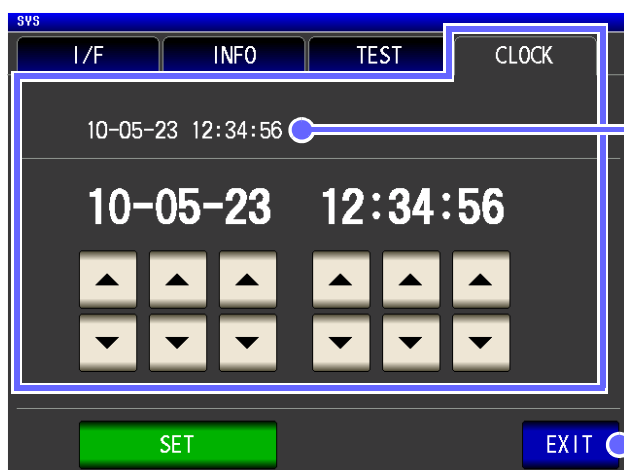 SYS
I/F INFO TEST CLOCK
10-05-23 12:34:56
10-05-23 12:34:56
SET EXIT